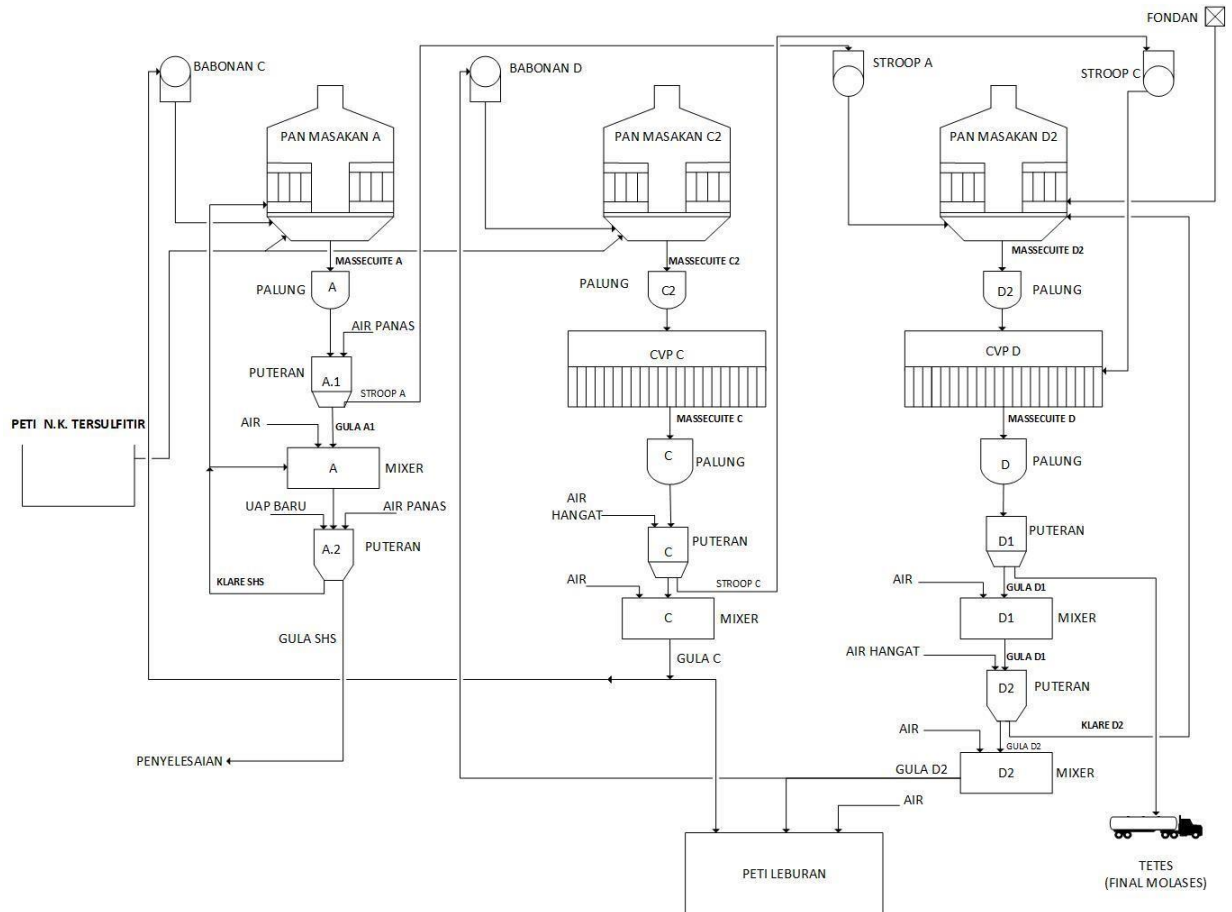 FONDAN
BABONAN C
BABONAN D
STROOP A
STROOP C
PAN MASAKAN A
PAN MASAKAN C2
PAN MASAKAN D2
MASSECUITE A
MASSECUITE C2
MASSECUITE D2
PALUNG
A
PALUNG
C2
D2
PALUNG
AIR PANAS
CVP C
CVP D
PUTERAN
A.1
STROOP A
PETI N.K. TERSULFITIR
AIR
GULA A1
MASSECUITE C
MASSECUITE D
A
MIXER
C
PALUNG
D
PALUNG
UAP BARU
AIR PANAS
AIR
HANGAT
A.2
PUTERAN
C
PUTERAN
D1
PUTERAN
KLARE SHS
AIR
STROOP C
AIR
GULA D1
C
MIXER
D1
MIXER
GULA SHS
GULA C
AIR HANGAT
GULA D1
D2
PUTERAN
AIR
KLARE D2
GULA D2
PENYELESAIAN
GULA D2
D2
MIXER
AIR
PETI LEBURAN
TETES
(FINAL MOLASES)